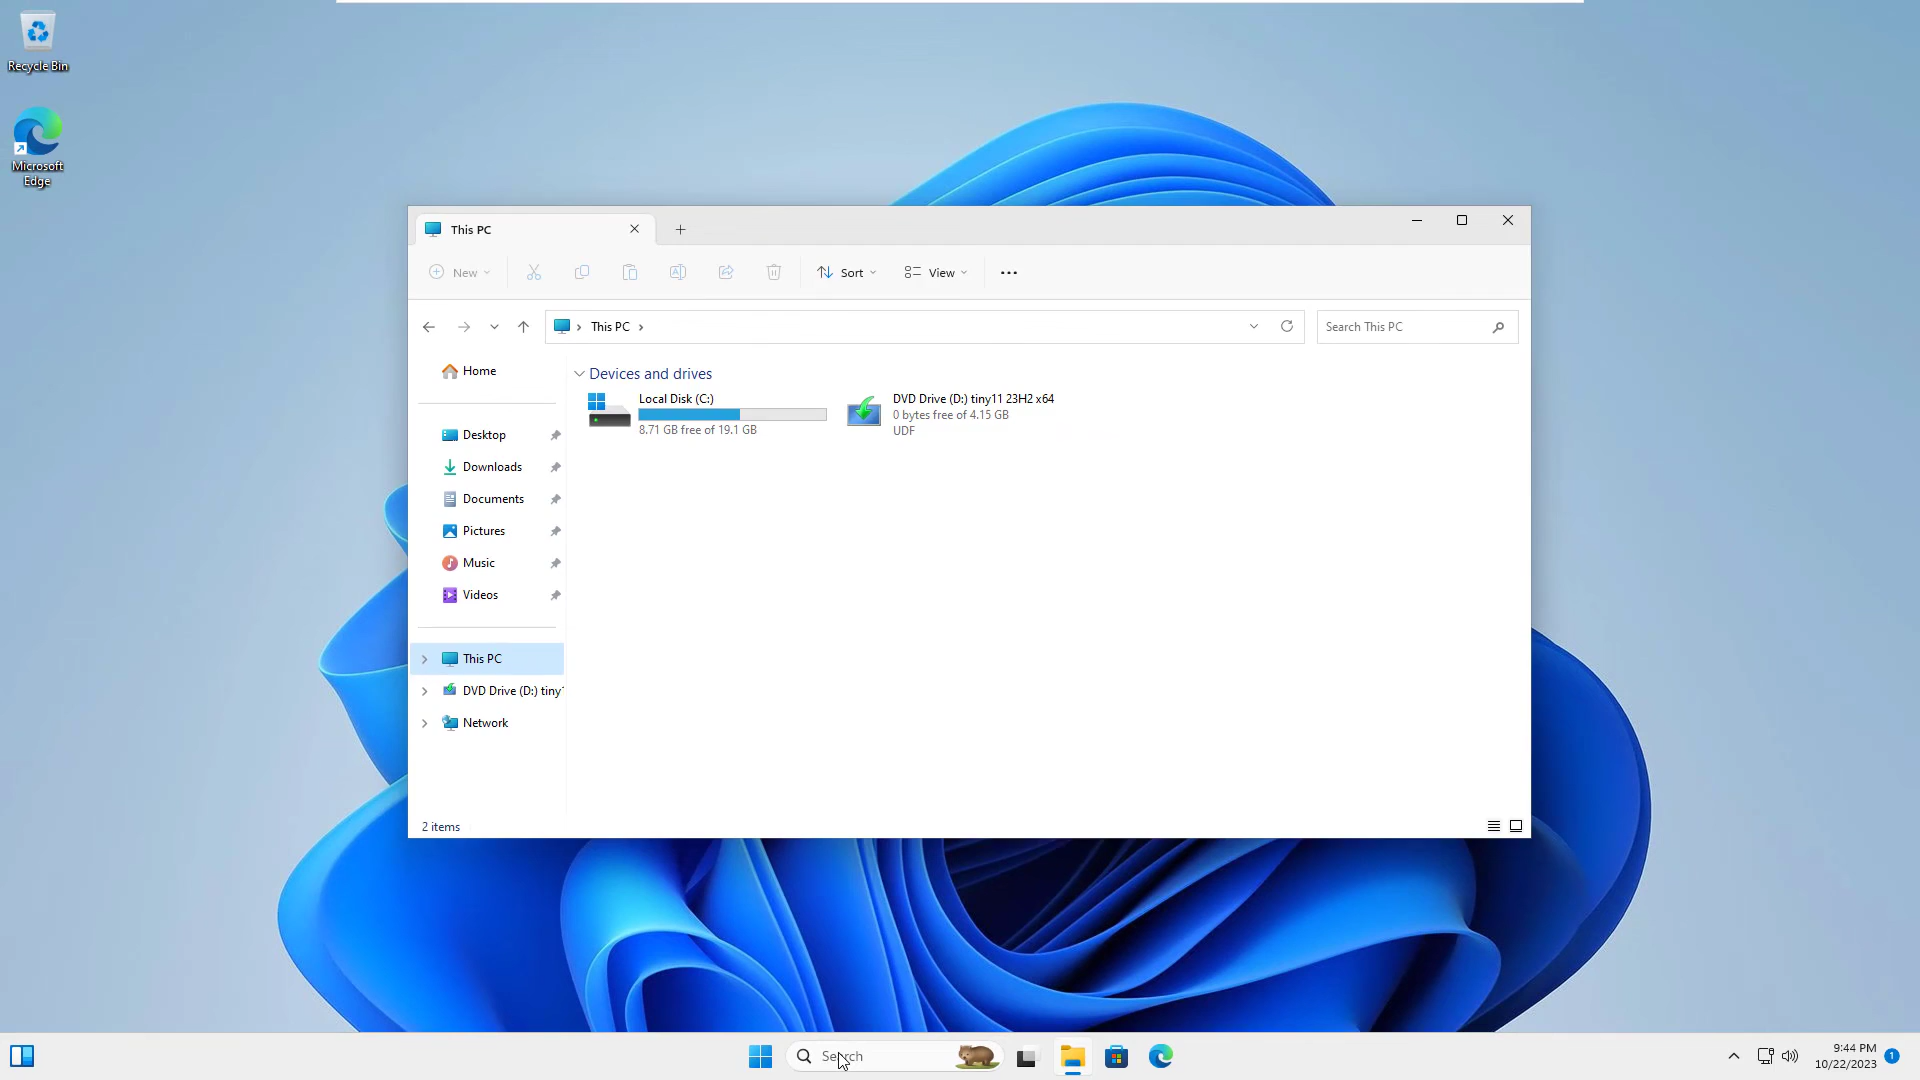 Recycle Bin
Microsoft
Edge
This PC
New
Sort
View
This PC
Search This PC
Home
Desktop
Downloads
Documents
Pictures
Music
Videos
This PC
DVD Drive (D:) tiny1
Network
Devices and drives
Local Disk (C:)
8.71 GB free of 19.1 GB
DVD Drive (D:) tiny11 23H2 x64
0 bytes free of 4.15 GB
UDF
2 items
Search
9:44 PM
10/22/2023
1